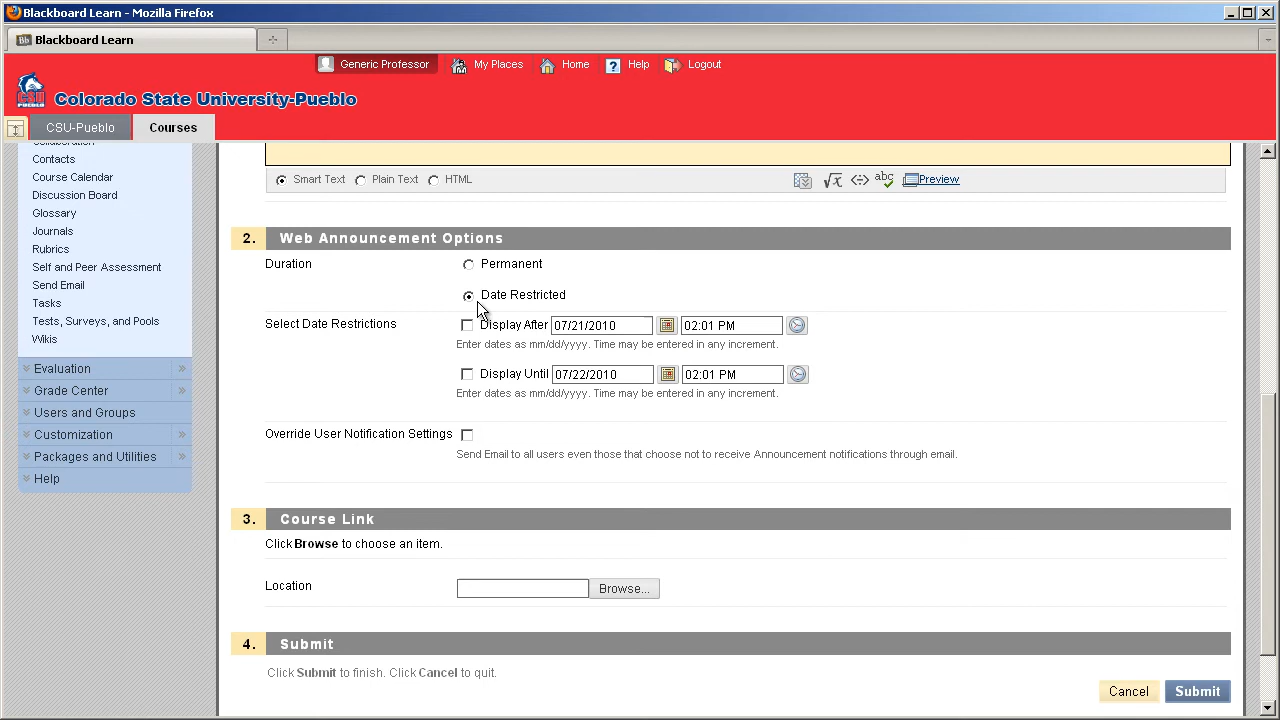 Blackboard Learn - Mozilla Firefox
Bb Blackboard Learn
Generic Professor My Places Home ? Help Logout
CSU PUEBLO Colorado State University-Pueblo
CSU-Pueblo Courses
Collaboration
Contacts
Course Calendar
Discussion Board
Glossary
Journals
Rubrics
Self and Peer Assessment
Send Email
Tasks
Tests, Surveys, and Pools
Wikis
Evaluation
Grade Center
Users and Groups
Customization
Packages and Utilities
Help
Smart Text Plain Text HTML √x <·> abc Preview
2. Web Announcement Options
Duration Permanent
Date Restricted
Select Date Restrictions Display After 07/21/2010 02:01 PM
Enter dates as mm/dd/yyyy. Time may be entered in any increment.
Display Until 07/22/2010 02:01 PM
Enter dates as mm/dd/yyyy. Time may be entered in any increment.
Override User Notification Settings
Send Email to all users even those that choose not to receive Announcement notifications through email.
3. Course Link
Click Browse to choose an item.
Location Browse...
4. Submit
Click Submit to finish. Click Cancel to quit.
Cancel Submit